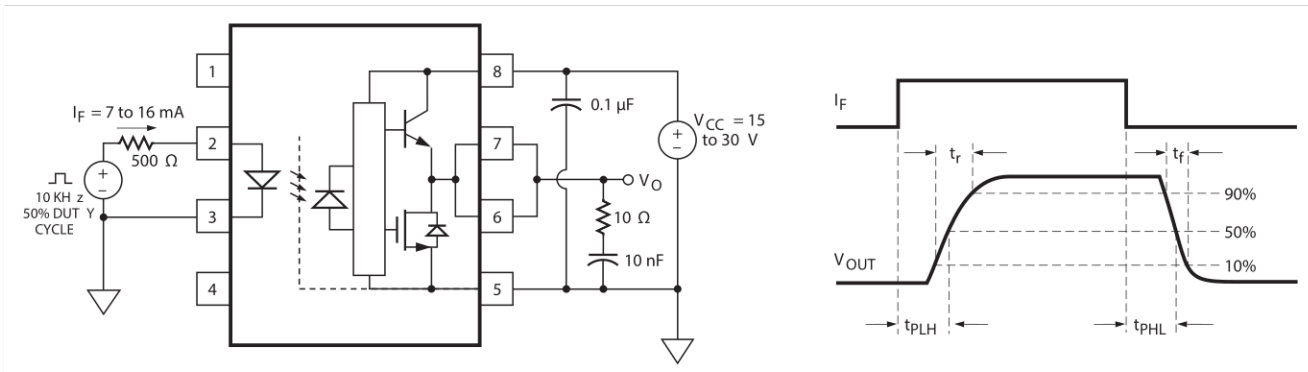 1
I_F = 7 to 16 mA
2
500 Ω
+
−
10 KH z
50% DUT Y
CYCLE
3
4
8
0.1 µF
V_CC = 15
to 30 V
+
−
7
V_O
6
10 Ω
10 nF
5
I_F
t_r
t_f
90%
50%
10%
V_OUT
t_PLH
t_PHL